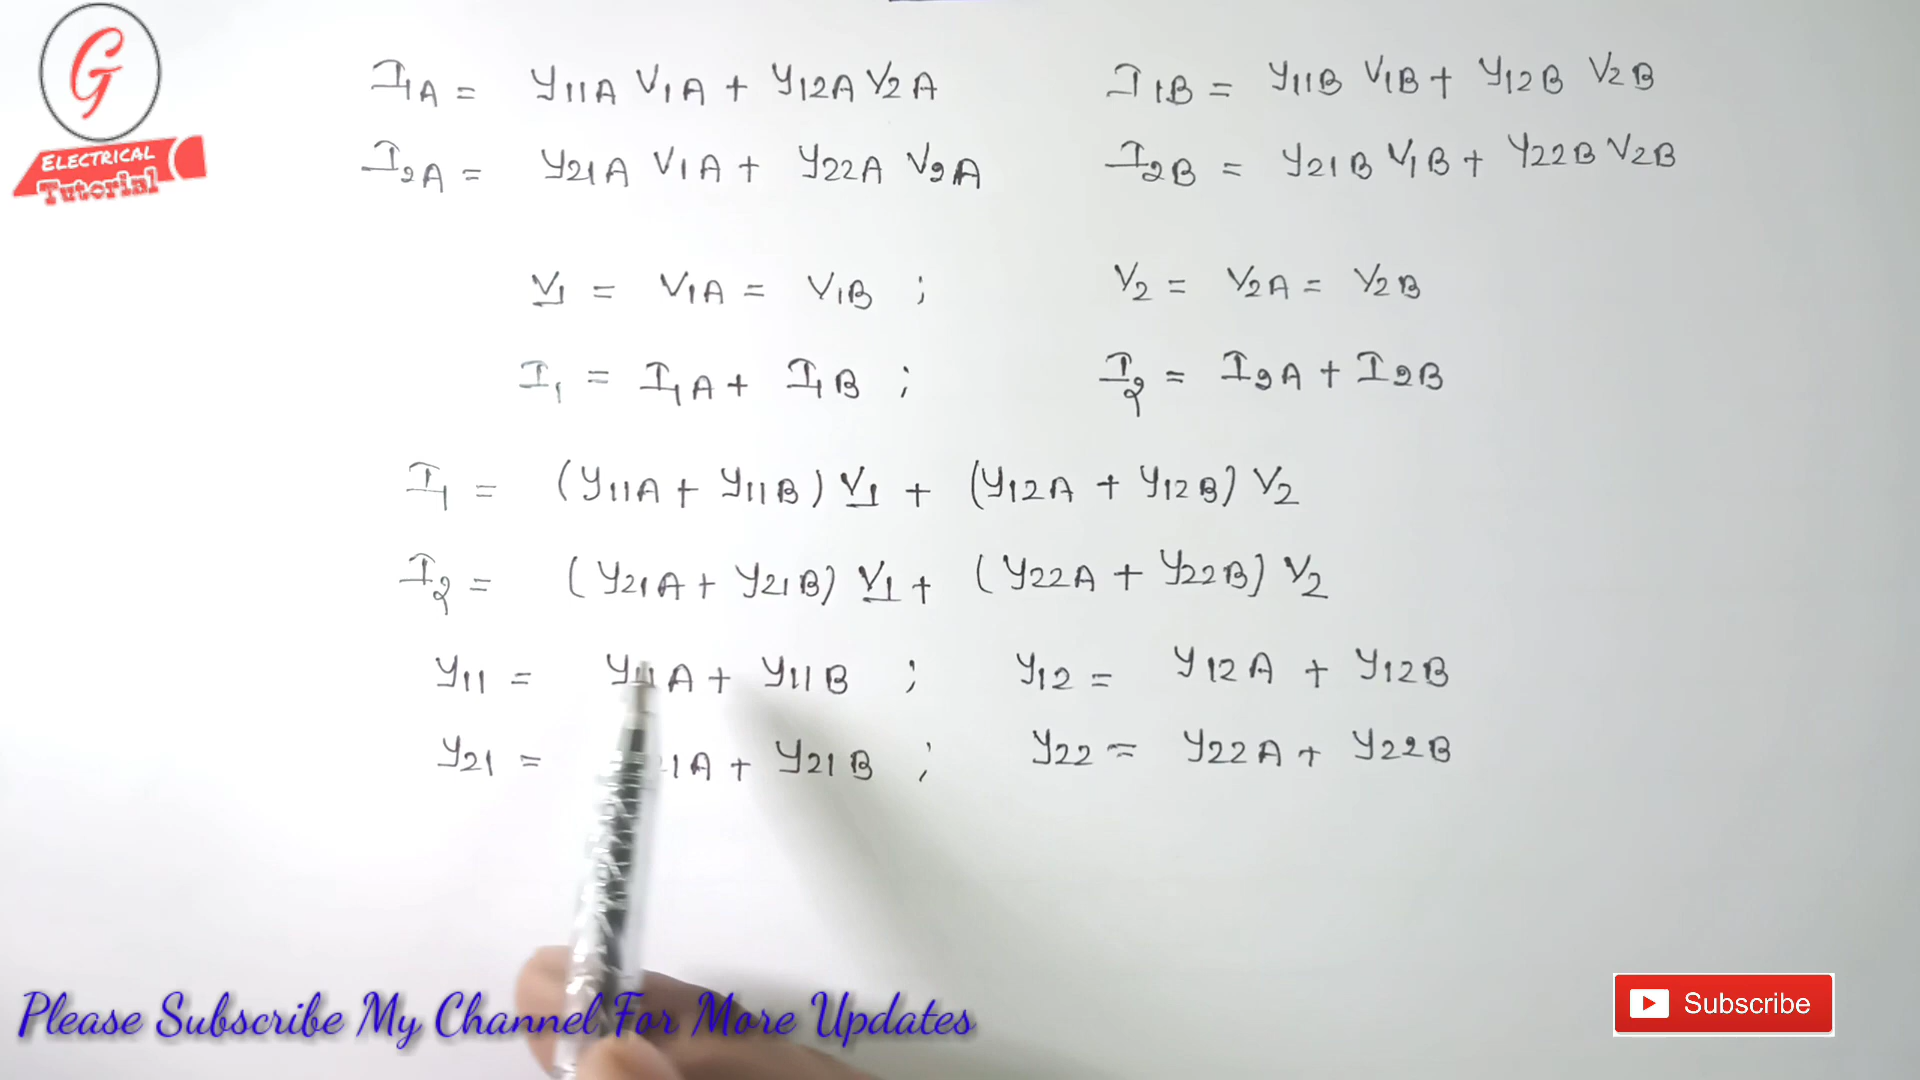 G
ELECTRICAL
Tutorial
I1A = Y11A V1A + Y12A V2A
I1B = Y11B V1B + Y12B V2B
I2A = Y21A V1A + Y22A V2A
I2B = Y21B V1B + Y22B V2B
V1 = V1A = V1B ;
V2 = V2A = V2B
I1 = I1A + I1B ;
I2 = I2A + I2B
I1 = (Y11A + Y11B) V1 + (Y12A + Y12B) V2
I2 = (Y21A + Y21B) V1 + (Y22A + Y22B) V2
Y11 = Y11A + Y11B ;
Y12 = Y12A + Y12B
Y21 = 1A + Y21B ;
Y22 = Y22A + Y22B
Please Subscribe My Channel For More Updates
Subscribe